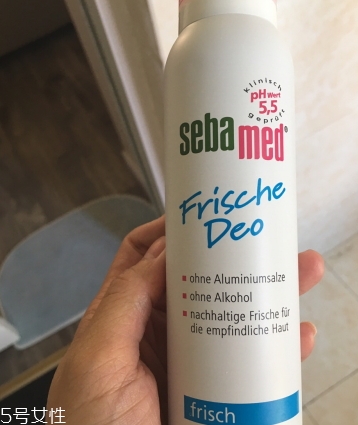 klinisch
pH Wert
5,5
geprüft
sebamed®
Frische
Deo
ohne Aluminiumsalze
ohne Alkohol
nachhaltige Frische für
die empfindliche Haut
frisch
5号女性